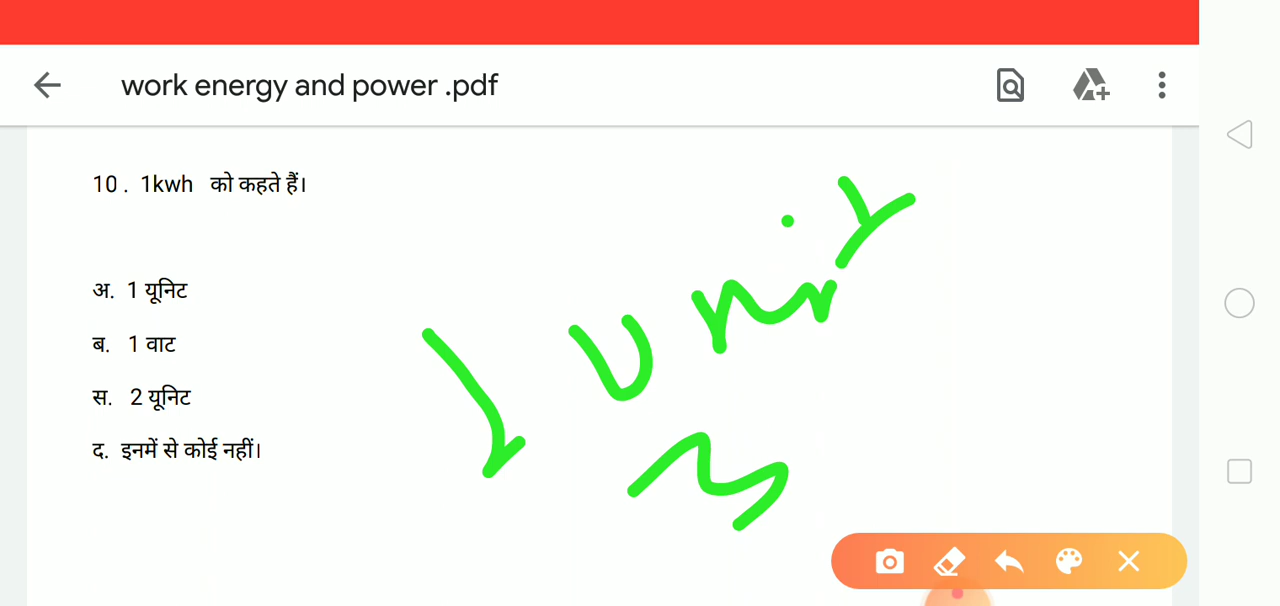 work energy and power .pdf
10 . 1kwh को कहते हैं।
अ. 1 यूनिट
ब. 1 वाट
स. 2 यूनिट
द. इनमें से कोई नहीं।
1 unit